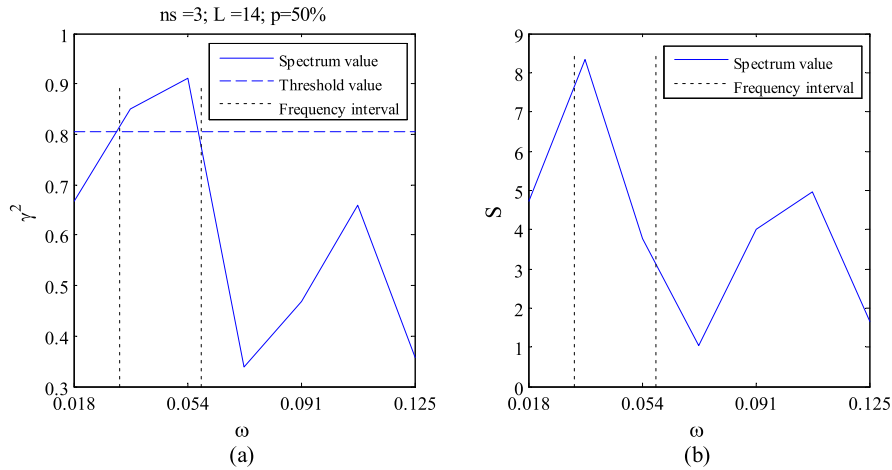 ns =3; L =14; p=50%
1
0.9
0.8
0.7
0.6
0.5
0.4
0.3
γ²
Spectrum value
Threshold value
Frequency interval
0.018 0.054 0.091 0.125
ω
(a)
9
8
7
6
5
4
3
2
1
0
S
Spectrum value
Frequency interval
0.018 0.054 0.091 0.125
ω
(b)